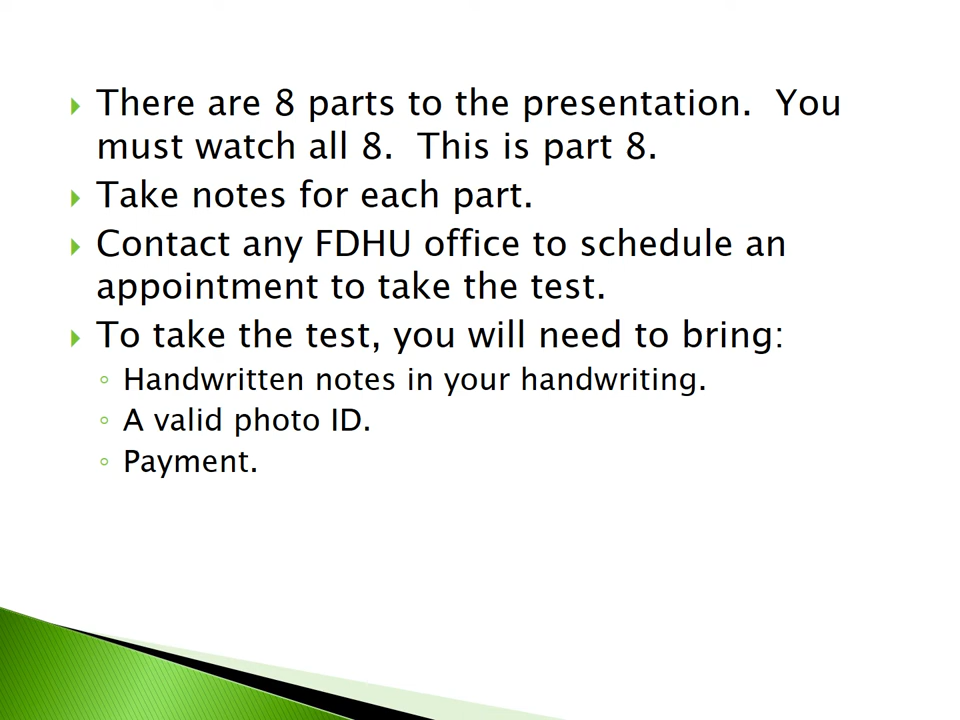 There are 8 parts to the presentation.  You
must watch all 8.  This is part 8.
Take notes for each part.
Contact any FDHU office to schedule an
appointment to take the test.
To take the test, you will need to bring:
Handwritten notes in your handwriting.
A valid photo ID.
Payment.